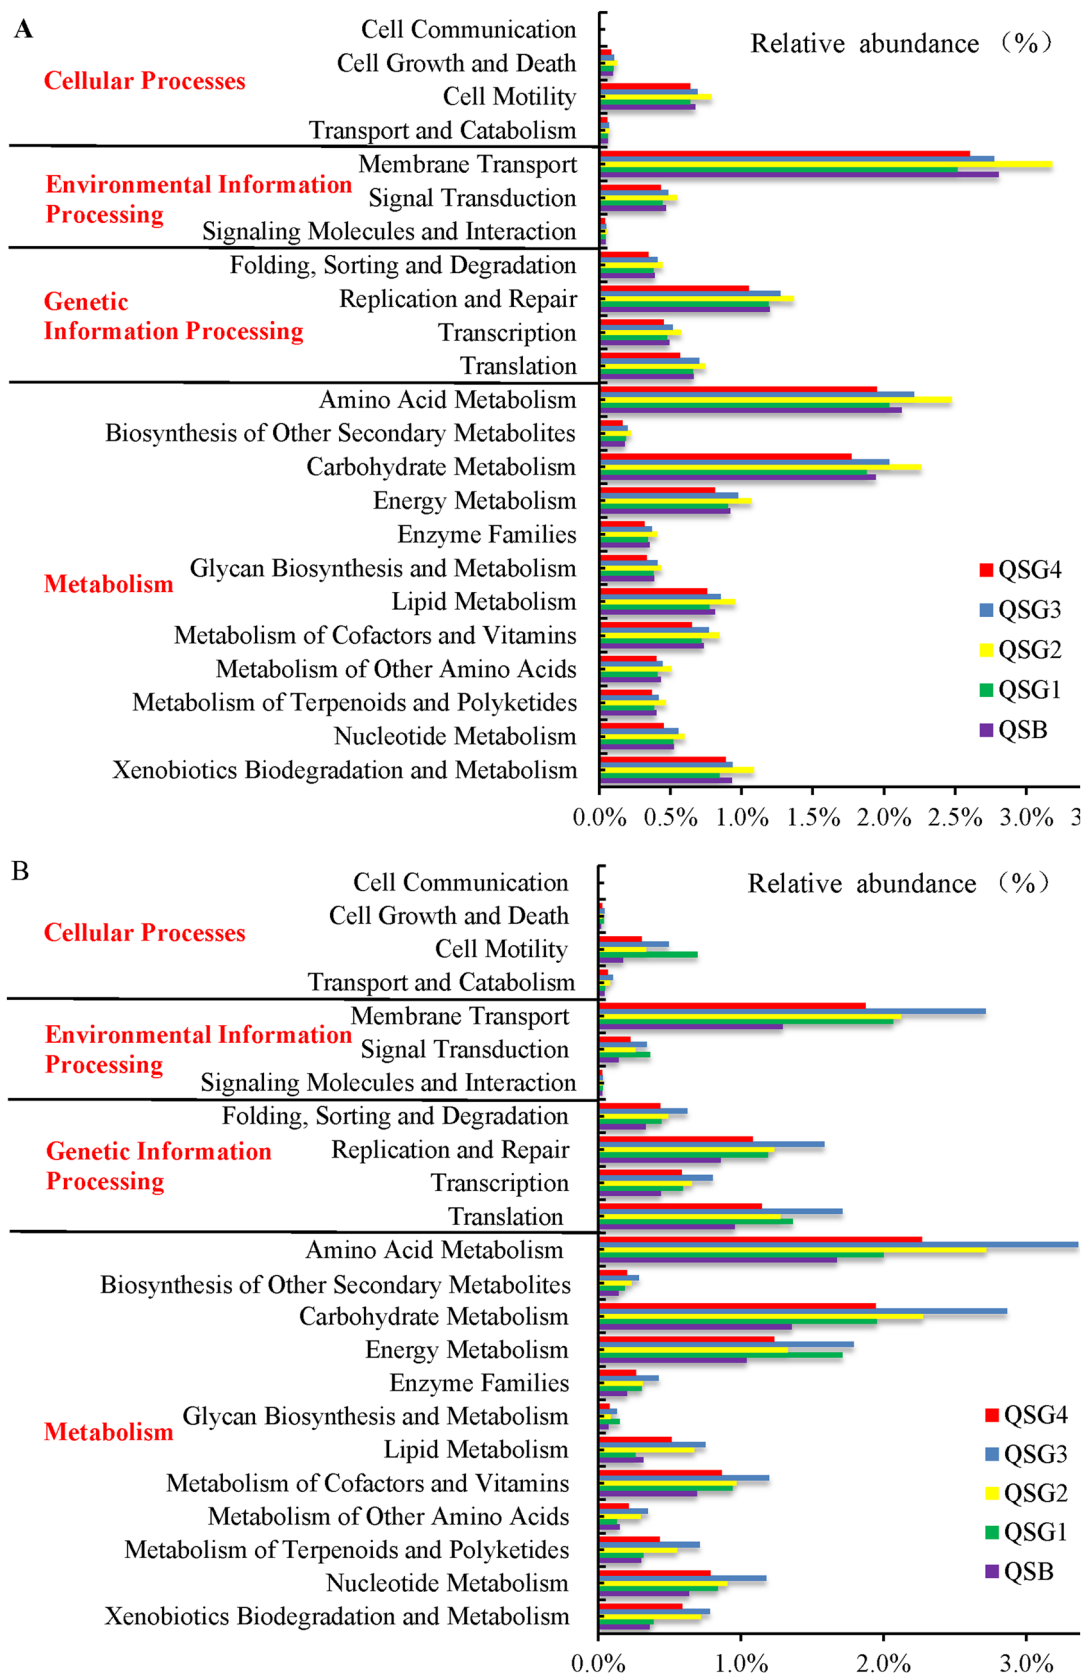 A
Relative abundance （%）
Cell Communication
Cell Growth and Death
Cellular Processes
Cell Motility
Transport and Catabolism
Membrane Transport
Environmental Information
Processing
Signal Transduction
Signaling Molecules and Interaction
Folding, Sorting and Degradation
Genetic
Information Processing
Replication and Repair
Transcription
Translation
Amino Acid Metabolism
Biosynthesis of Other Secondary Metabolites
Carbohydrate Metabolism
Energy Metabolism
Enzyme Families
Metabolism
Glycan Biosynthesis and Metabolism
Lipid Metabolism
Metabolism of Cofactors and Vitamins
Metabolism of Other Amino Acids
Metabolism of Terpenoids and Polyketides
Nucleotide Metabolism
Xenobiotics Biodegradation and Metabolism
QSG4
QSG3
QSG2
QSG1
QSB
0.0% 0.5% 1.0% 1.5% 2.0% 2.5% 3.0% 3
B
Relative abundance （%）
Cell Communication
Cell Growth and Death
Cellular Processes
Cell Motility
Transport and Catabolism
Membrane Transport
Environmental Information
Processing
Signal Transduction
Signaling Molecules and Interaction
Folding, Sorting and Degradation
Genetic Information
Processing
Replication and Repair
Transcription
Translation
Amino Acid Metabolism
Biosynthesis of Other Secondary Metabolites
Carbohydrate Metabolism
Energy Metabolism
Enzyme Families
Metabolism
Glycan Biosynthesis and Metabolism
Lipid Metabolism
Metabolism of Cofactors and Vitamins
Metabolism of Other Amino Acids
Metabolism of Terpenoids and Polyketides
Nucleotide Metabolism
Xenobiotics Biodegradation and Metabolism
QSG4
QSG3
QSG2
QSG1
QSB
0.0% 1.0% 2.0% 3.0%